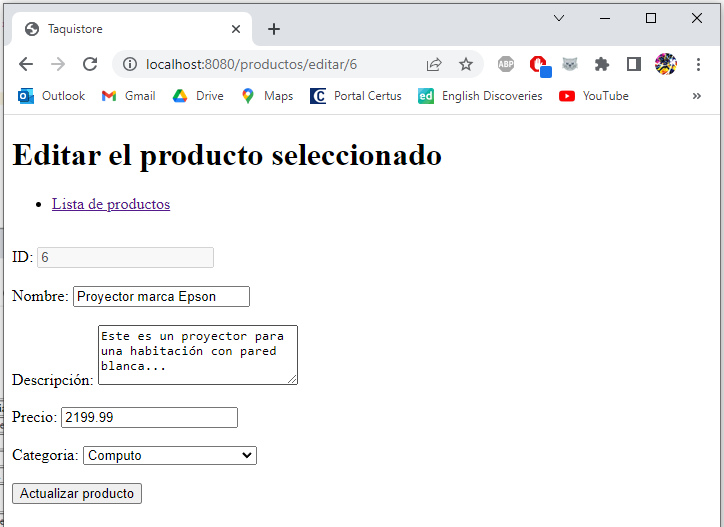 Taquistore
localhost:8080/productos/editar/6
ABP
Outlook
Gmail
Drive
Maps
C
Portal Certus
ed
English Discoveries
YouTube
»
Editar el producto seleccionado
Lista de productos
ID: 6
Nombre: Proyector marca Epson
Este es un proyector para
una habitación con pared
blanca...
Descripción:
Precio: 2199.99
Categoria: Computo
Actualizar producto